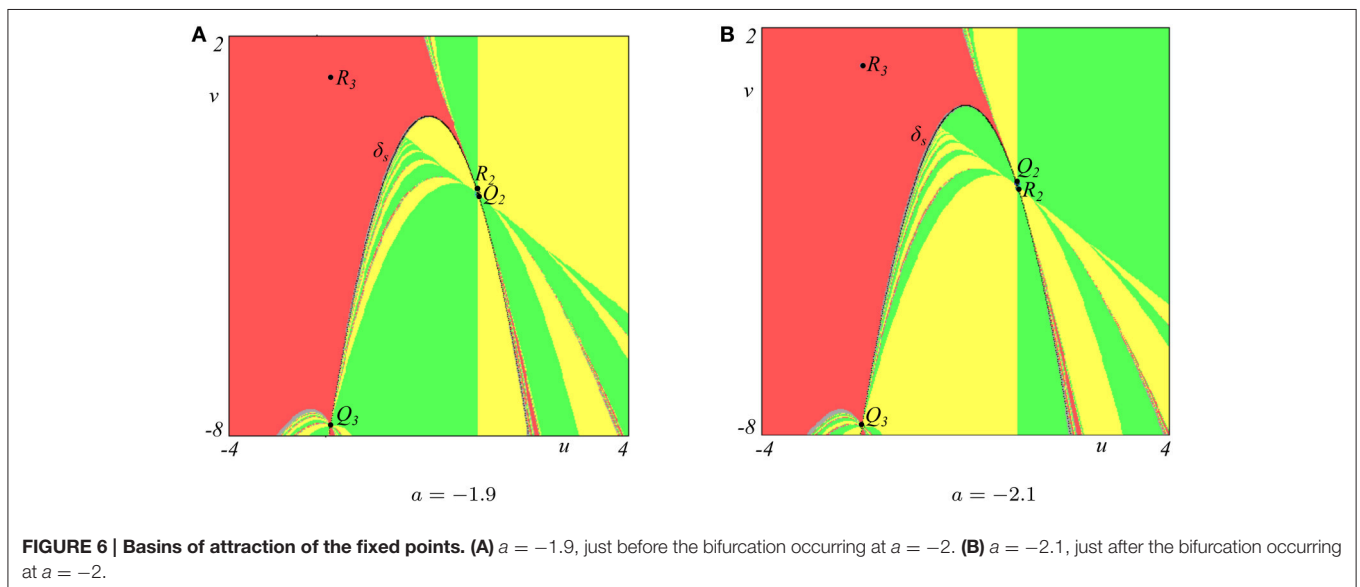 A
2
v
R₃
δₛ
R₂
Q₂
Q₃
-8
-4
u
4
a = −1.9
B
2
v
R₃
δₛ
Q₂
R₂
Q₃
-8
-4
u
4
a = −2.1
FIGURE 6 | Basins of attraction of the fixed points. (A) a = −1.9, just before the bifurcation occurring at a = −2. (B) a = −2.1, just after the bifurcation occurring
at a = −2.